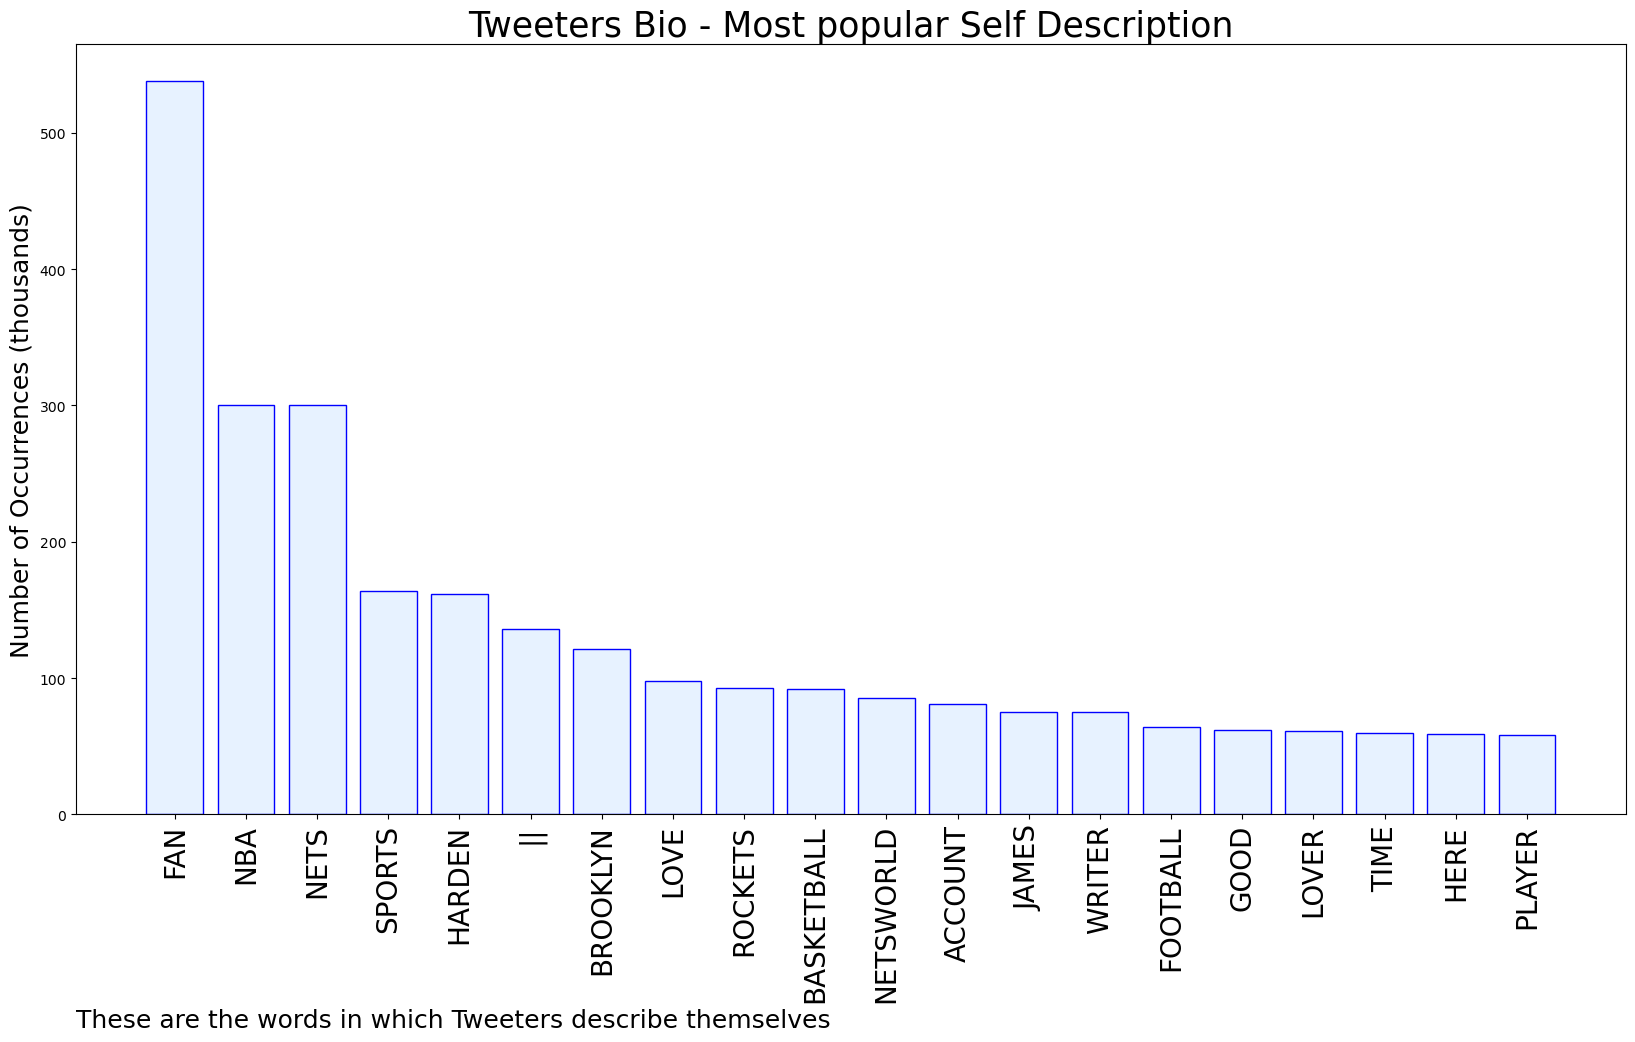 Tweeters Bio - Most popular Self Description
Number of Occurrences (thousands)
500
400
300
200
100
0
FAN
NBA
NETS
SPORTS
HARDEN
||
BROOKLYN
LOVE
ROCKETS
BASKETBALL
NETSWORLD
ACCOUNT
JAMES
WRITER
FOOTBALL
GOOD
LOVER
TIME
HERE
PLAYER
These are the words in which Tweeters describe themselves